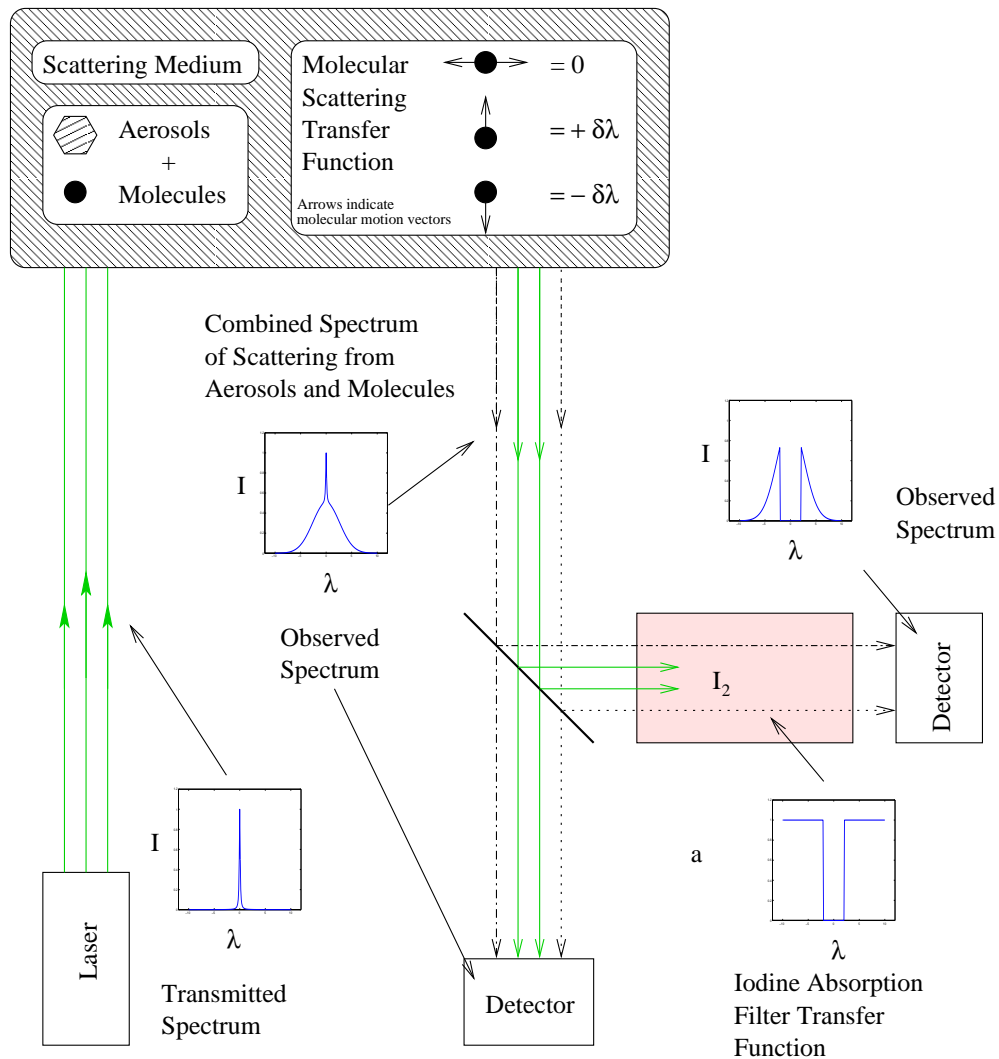 Scattering Medium
Aerosols
+
Molecules
Molecular
Scattering
Transfer
Function
= 0
= + δλ
= − δλ
Arrows indicate
molecular motion vectors
Combined Spectrum
of Scattering from
Aerosols and Molecules
I
λ
I
λ
Observed
Spectrum
Observed
Spectrum
I₂
Detector
I
λ
a
λ
Iodine Absorption
Filter Transfer
Function
Laser
Transmitted
Spectrum
Detector